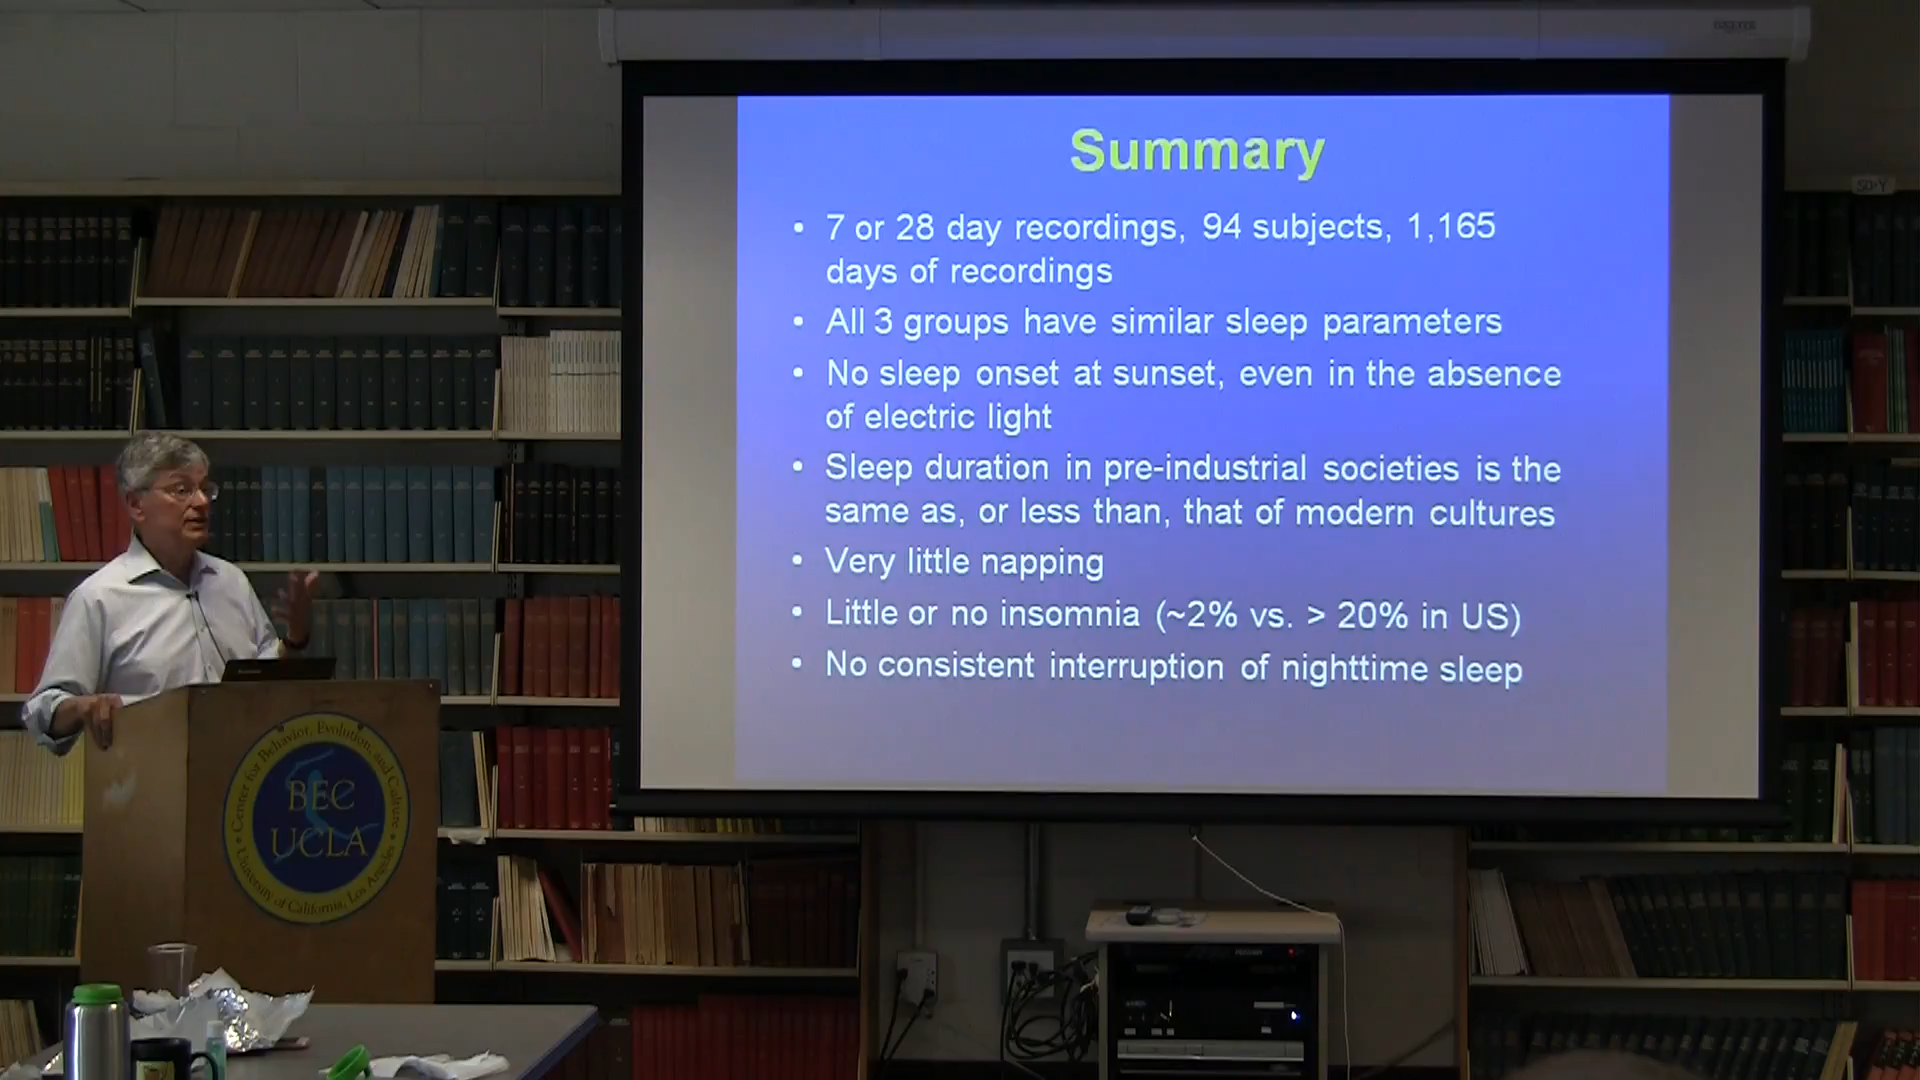 Summary
• 7 or 28 day recordings, 94 subjects, 1,165
days of recordings
• All 3 groups have similar sleep parameters
• No sleep onset at sunset, even in the absence
of electric light
• Sleep duration in pre-industrial societies is the
same as, or less than, that of modern cultures
• Very little napping
• Little or no insomnia (~2% vs. > 20% in US)
• No consistent interruption of nighttime sleep
Center for Behavior, Evolution, and Culture
BEC
UCLA
University of California, Los Angeles